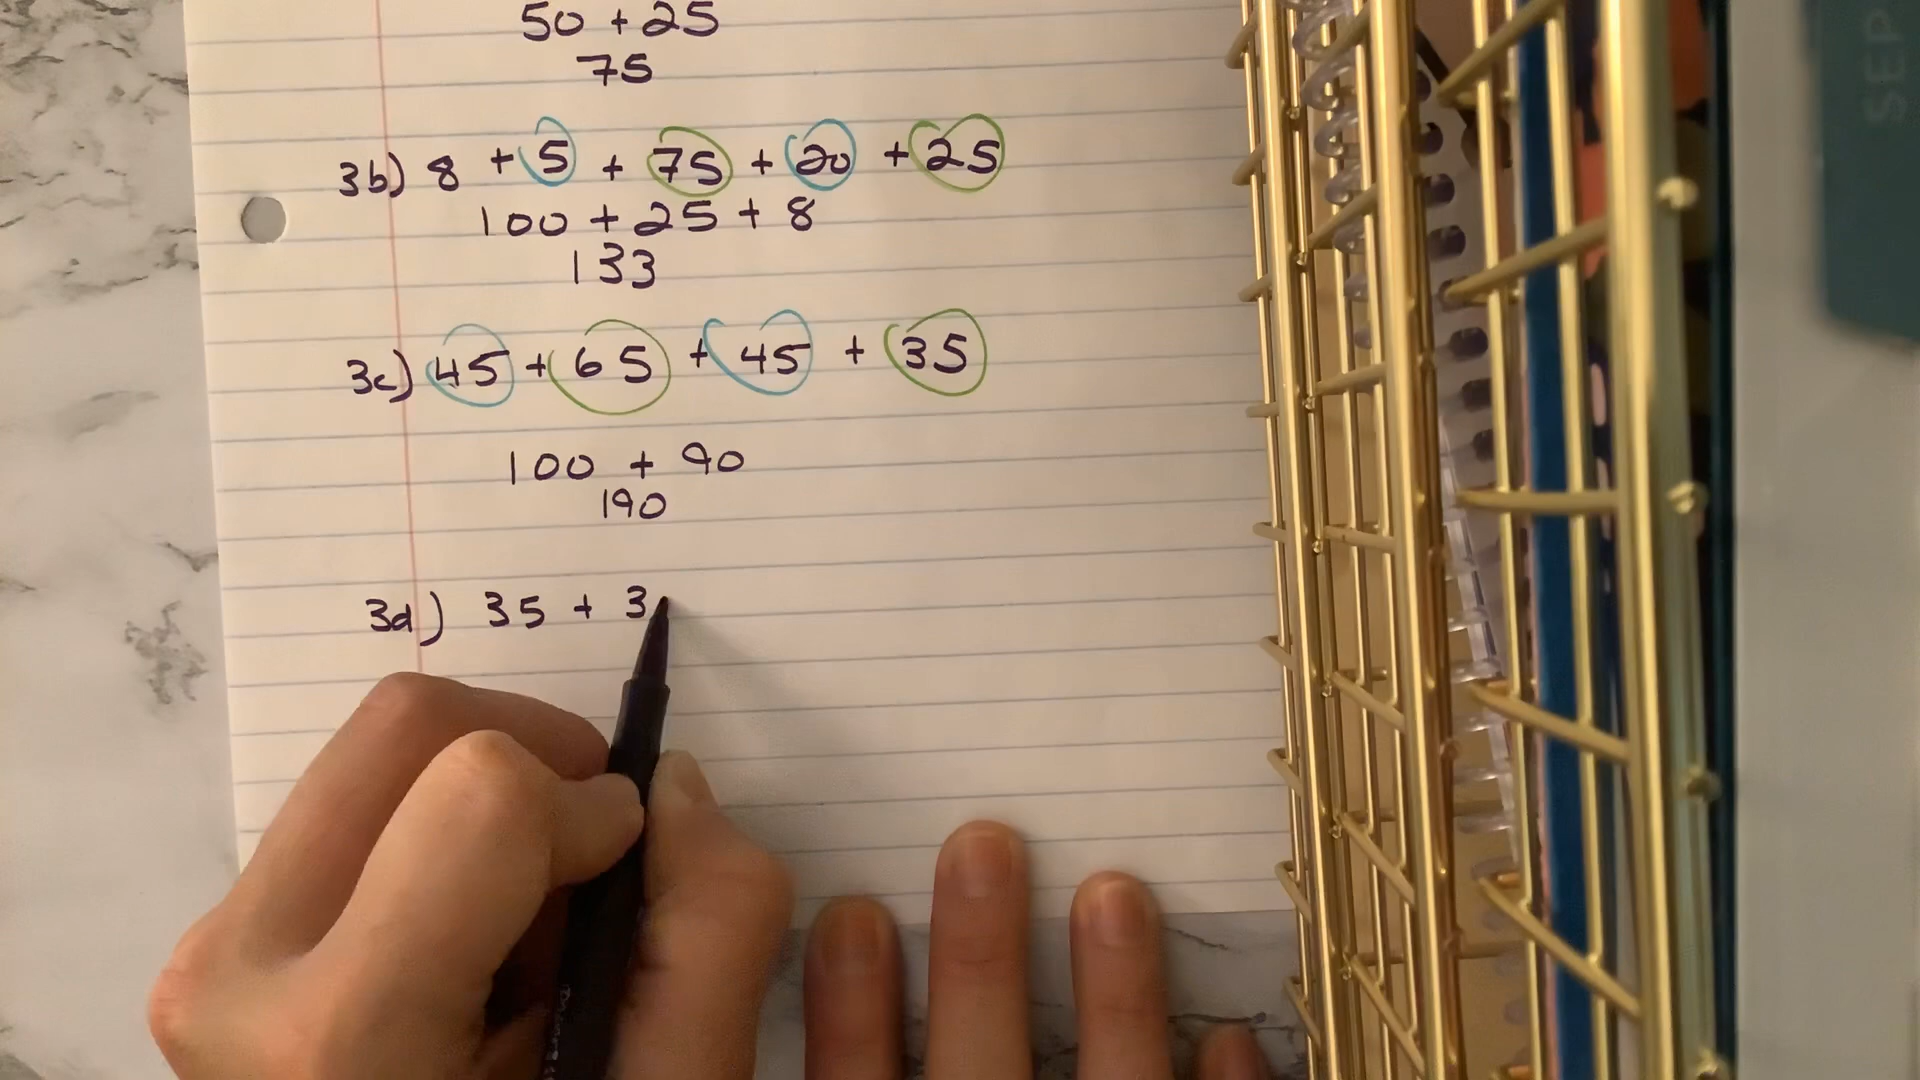 50 + 25
75
3b) 8 + 5 + 75 + 20 + 25
100 + 25 + 8
133
3c) 45 + 65 + 45 + 35
100 + 90
190
3d) 35 + 3
SEP